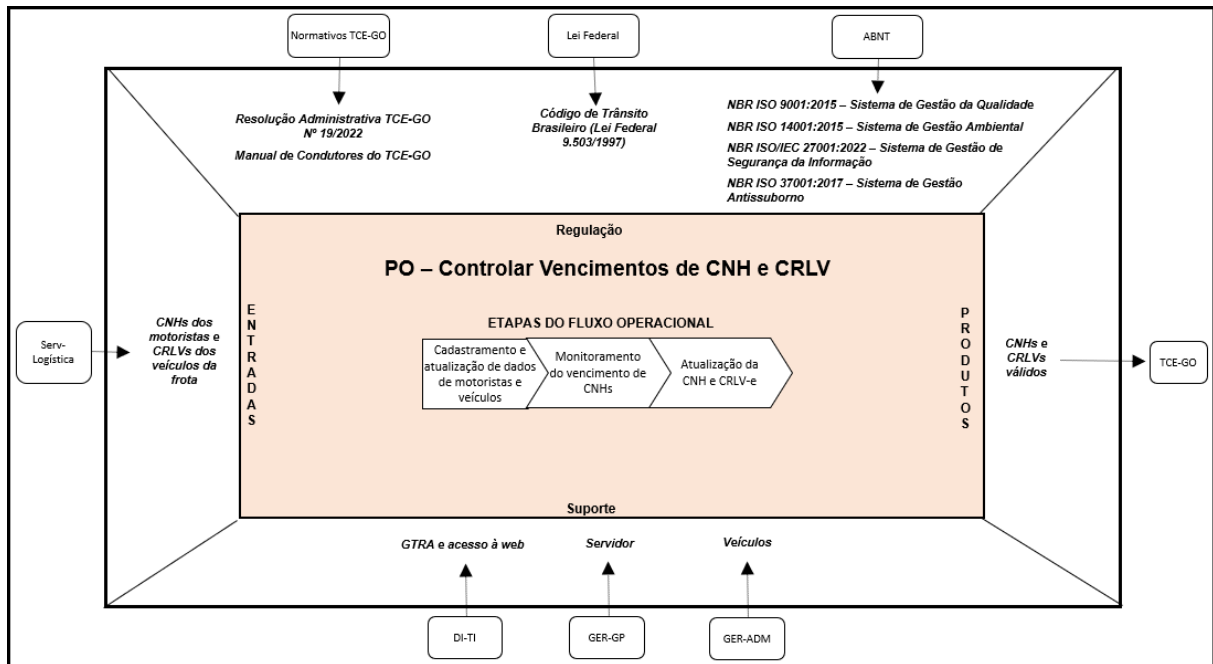 Normativos TCE-GO
Lei Federal
ABNT
Resolução Administrativa TCE-GO
Nº 19/2022
Manual de Condutores do TCE-GO
Código de Trânsito
Brasileiro (Lei Federal
9.503/1997)
NBR ISO 9001:2015 – Sistema de Gestão da Qualidade
NBR ISO 14001:2015 – Sistema de Gestão Ambiental
NBR ISO/IEC 27001:2022 – Sistema de Gestão de
Segurança da Informação
NBR ISO 37001:2017 – Sistema de Gestão
Antissuborno
Regulação
PO – Controlar Vencimentos de CNH e CRLV
Serv-
Logística
CNHs dos
motoristas e
CRLVs dos
veículos da
frota
ENTRADAS
ETAPAS DO FLUXO OPERACIONAL
Cadastramento e
atualização de dados
de motoristas e
veículos
Monitoramento
do vencimento de
CNHs
Atualização da
CNH e CRLV-e
PRODUTOS
CNHs e
CRLVs
válidos
TCE-GO
Suporte
GTRA e acesso à web
Servidor
Veículos
DI-TI
GER-GP
GER-ADM